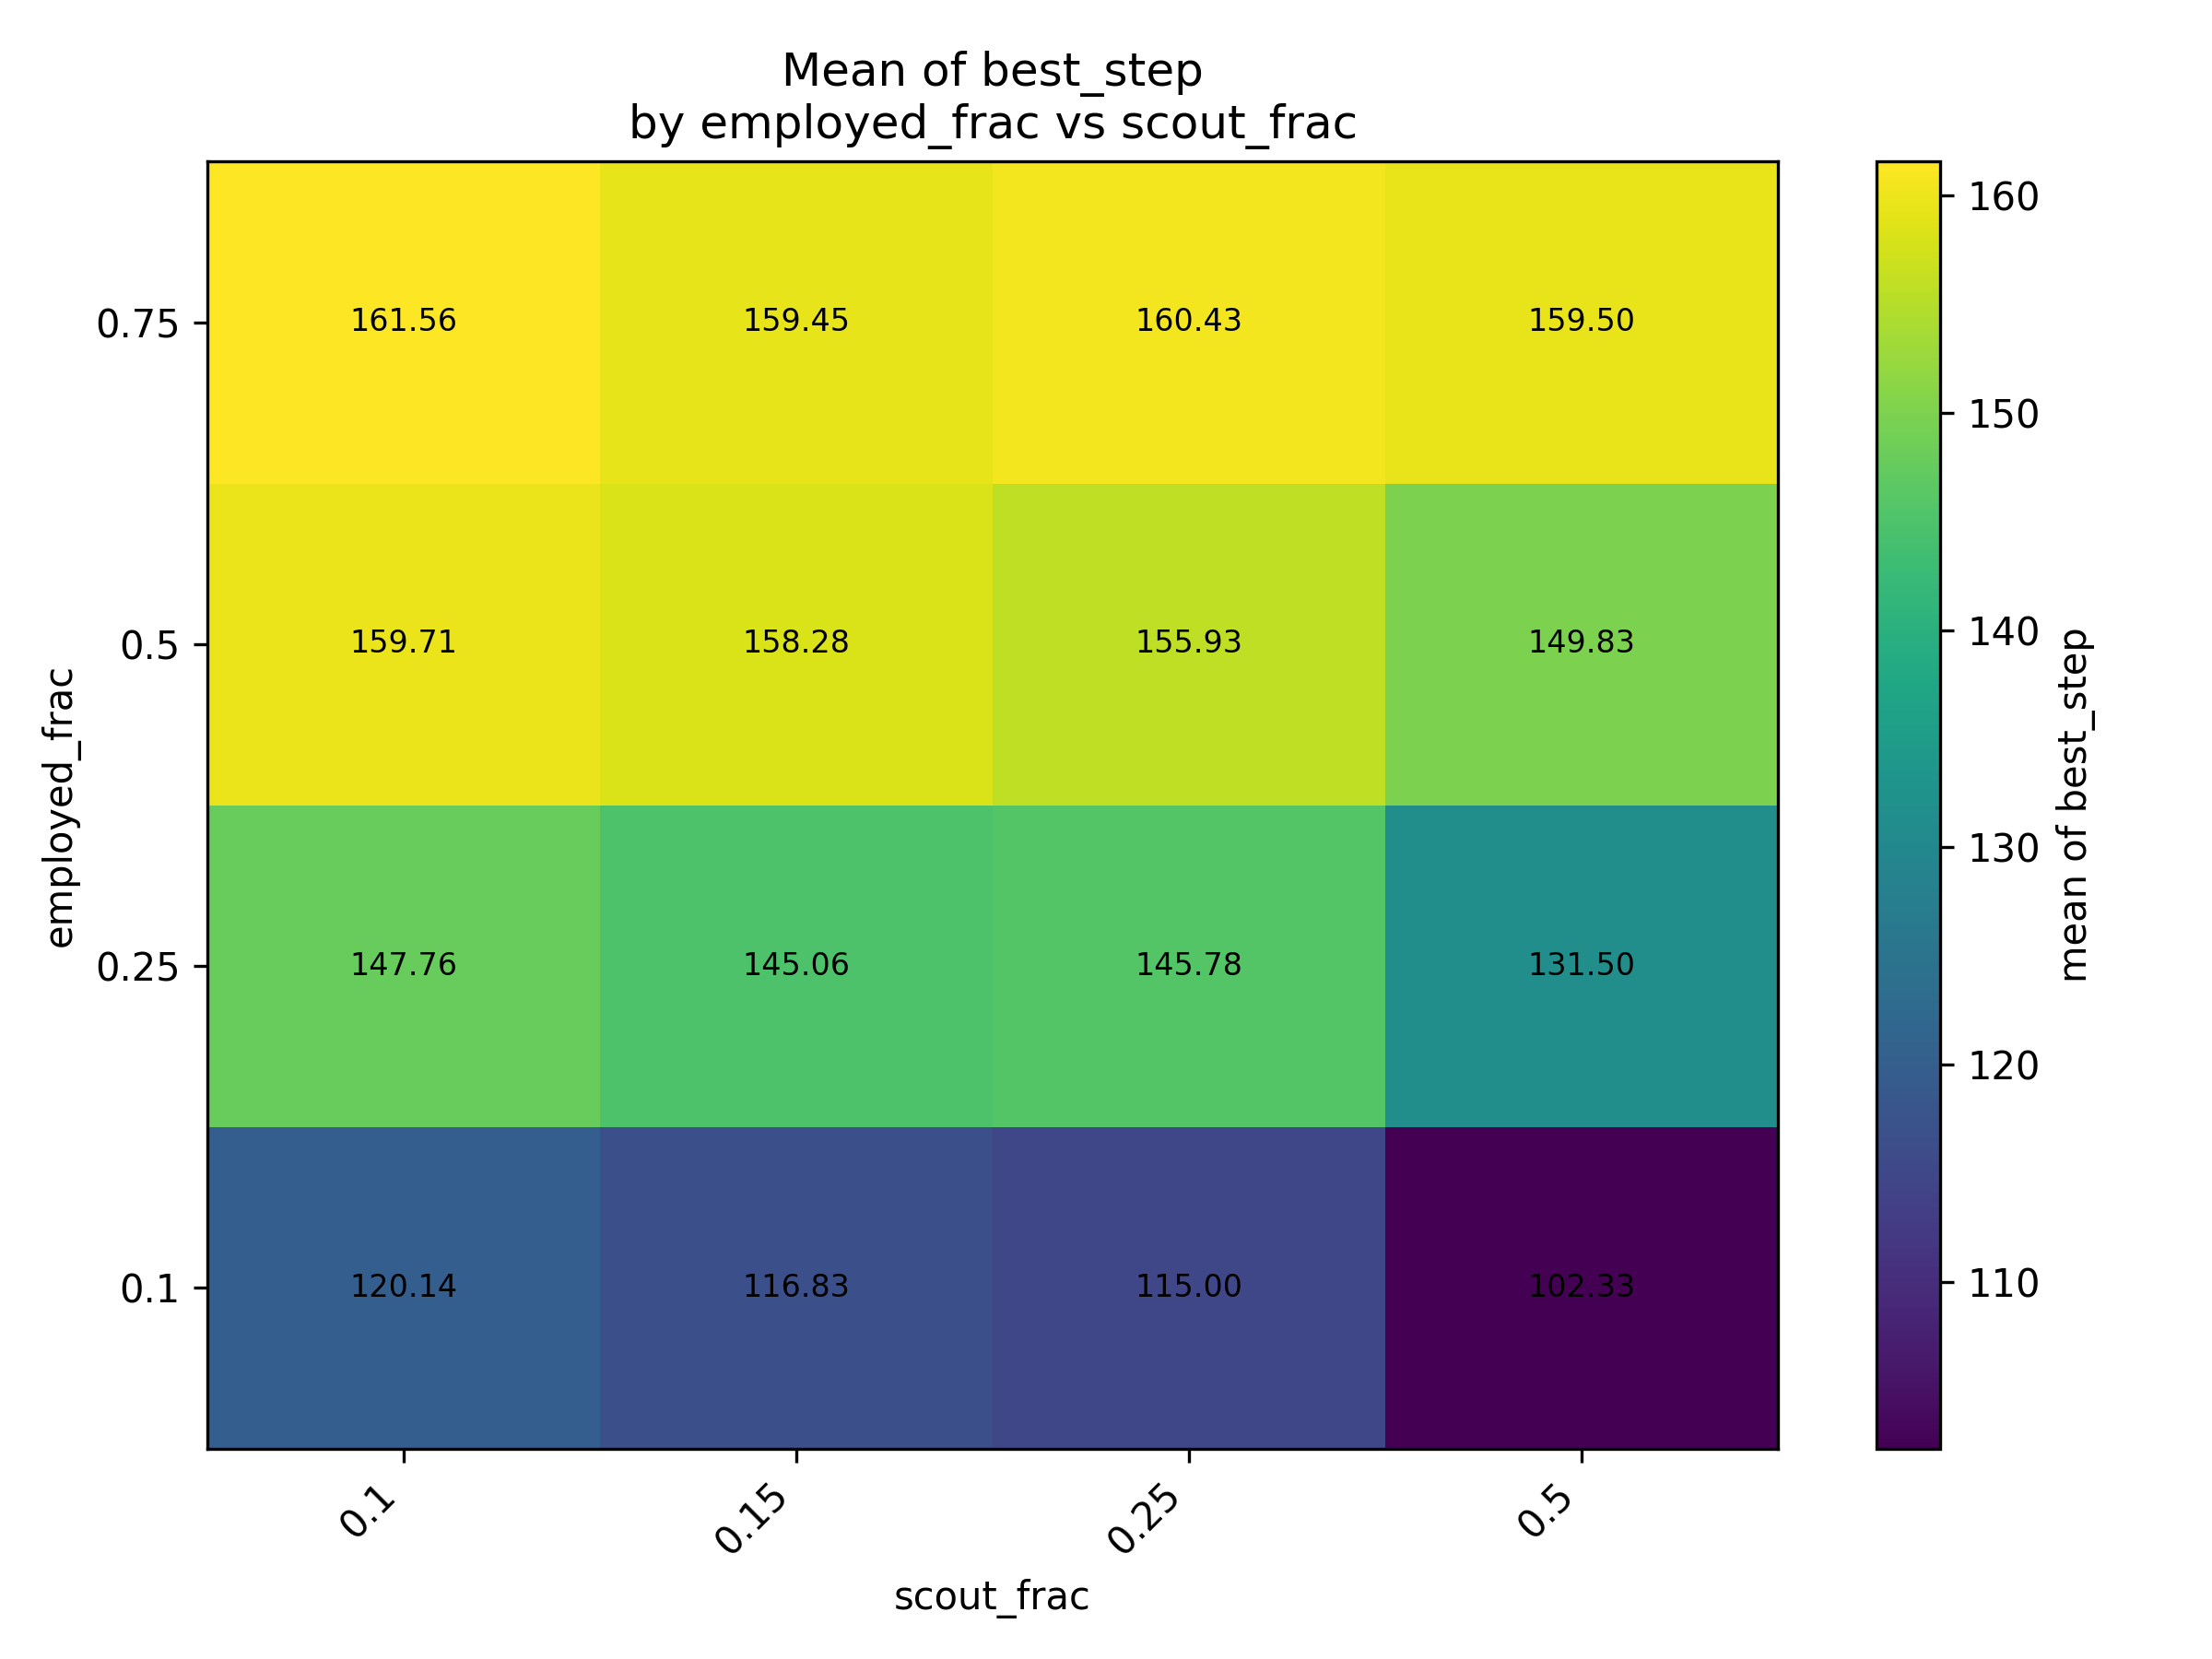 Mean of best_step
by employed_frac vs scout_frac
employed_frac
0.75
161.56 159.45 160.43 159.50
0.5
159.71 158.28 155.93 149.83
0.25
147.76 145.06 145.78 131.50
0.1
120.14 116.83 115.00 102.33
0.1 0.15 0.25 0.5
scout_frac
160
150
140
130
120
110
mean of best_step